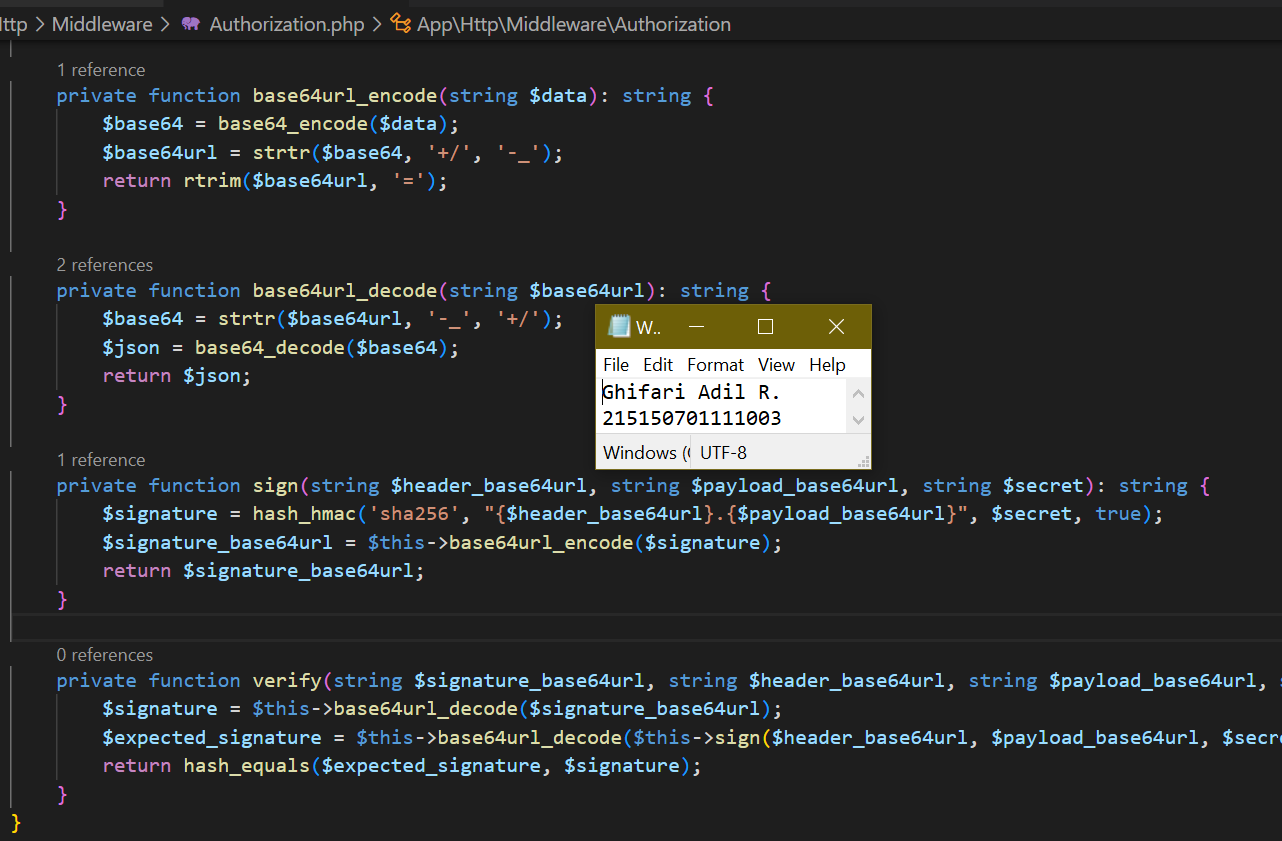 ttp > Middleware > Authorization.php > App\Http\Middleware\Authorization
1 reference
private function base64url_encode(string $data): string {
$base64 = base64_encode($data);
$base64url = strtr($base64, '+/', '-_');
return rtrim($base64url, '=');
}
2 references
private function base64url_decode(string $base64url): string {
$base64 = strtr($base64url, '-_', '+/');
$json = base64_decode($base64);
return $json;
}
W..
File Edit Format View Help
Ghifari Adil R.
215150701111003
Windows (C UTF-8
1 reference
private function sign(string $header_base64url, string $payload_base64url, string $secret): string {
$signature = hash_hmac('sha256', "{$header_base64url}.{$payload_base64url}", $secret, true);
$signature_base64url = $this->base64url_encode($signature);
return $signature_base64url;
}
0 references
private function verify(string $signature_base64url, string $header_base64url, string $payload_base64url,
$signature = $this->base64url_decode($signature_base64url);
$expected_signature = $this->base64url_decode($this->sign($header_base64url, $payload_base64url, $secre
return hash_equals($expected_signature, $signature);
}
}